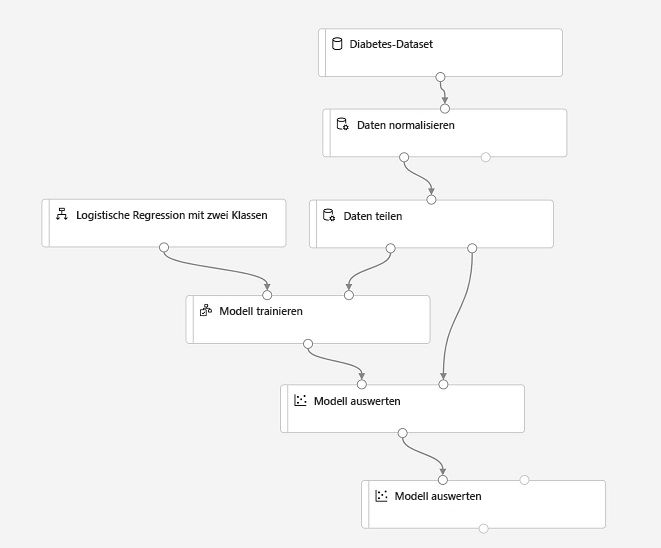 Diabetes-Dataset
Daten normalisieren
Logistische Regression mit zwei Klassen
Daten teilen
Modell trainieren
Modell auswerten
Modell auswerten